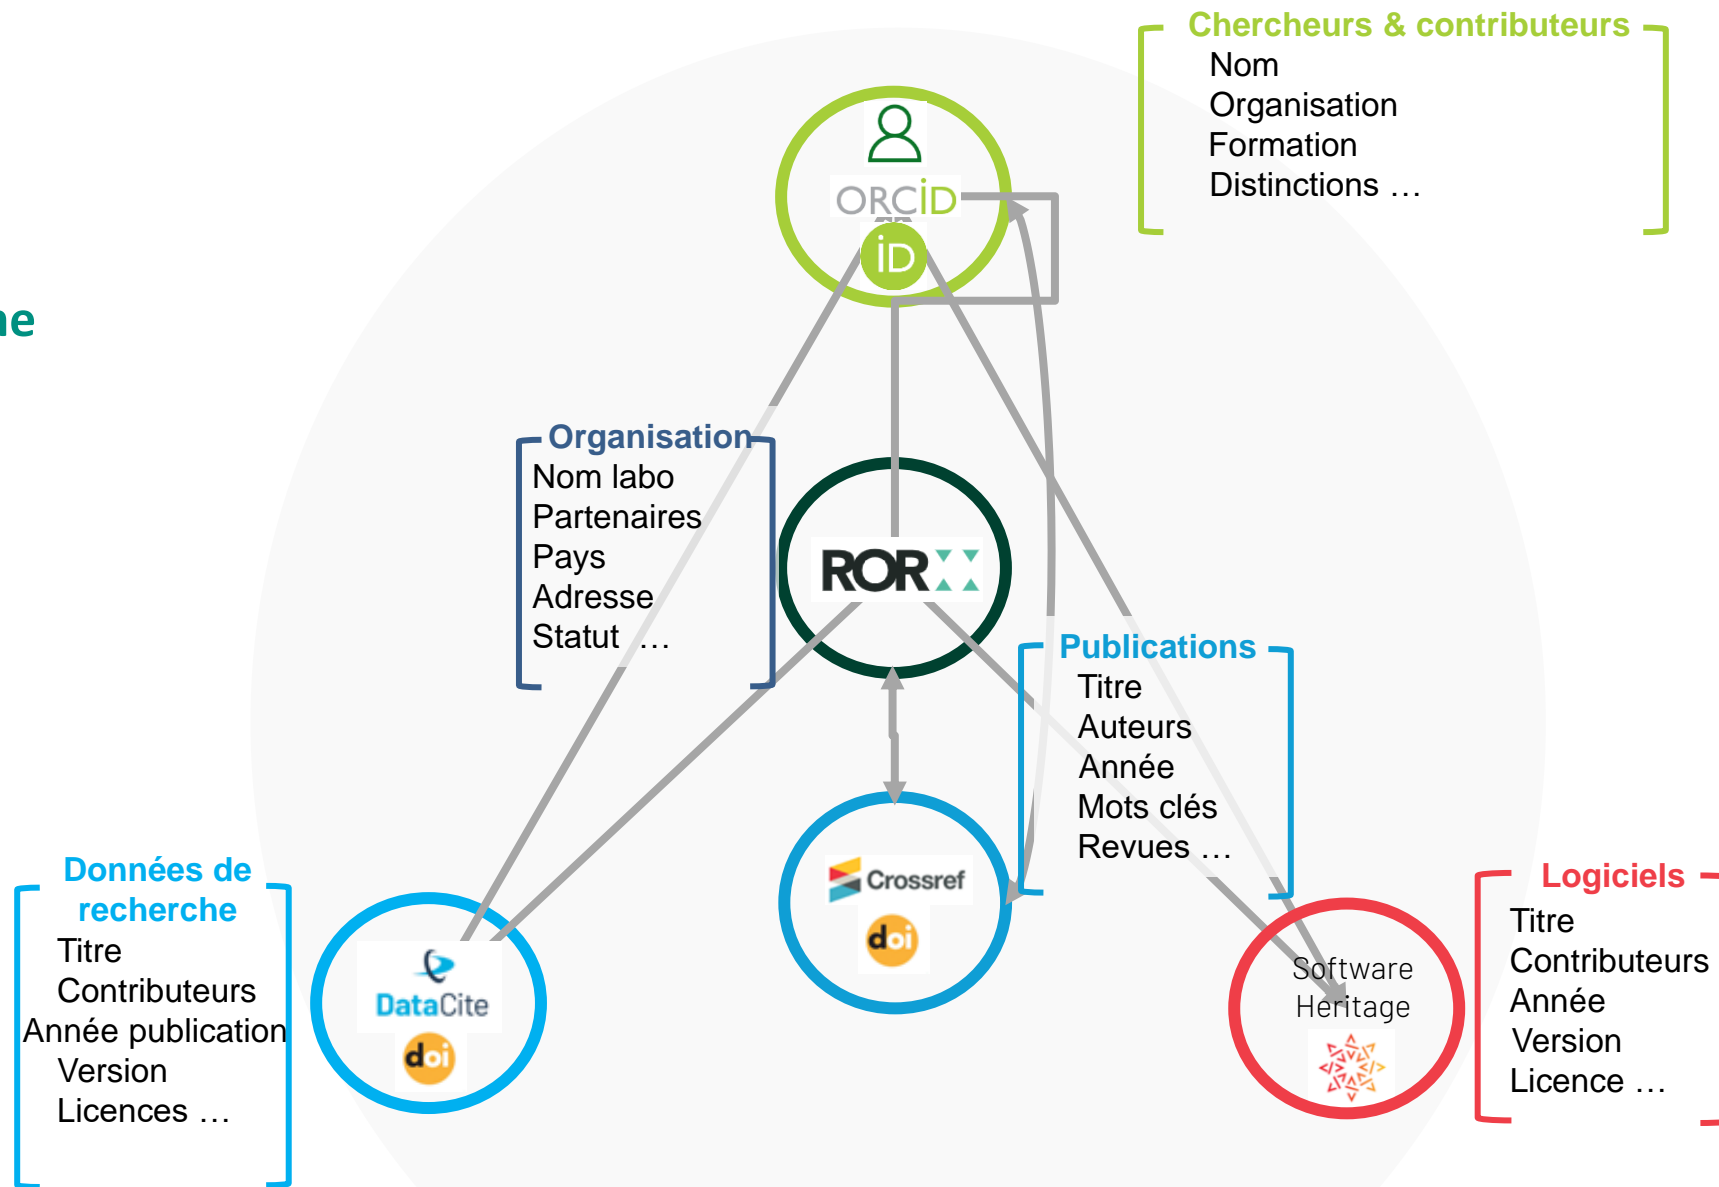 Chercheurs & contributeurs
Nom
Organisation
Formation
Distinctions …
ORCiD
iD
ne
Organisation
Nom labo
Partenaires
Pays
Adresse
Statut …
ROR
Publications
Titre
Auteurs
Année
Mots clés
Revues …
Crossref
doi
Données de
recherche
Titre
Contributeurs
Année publication
Version
Licences …
DataCite
doi
Software
Heritage
Logiciels
Titre
Contributeurs
Année
Version
Licence …